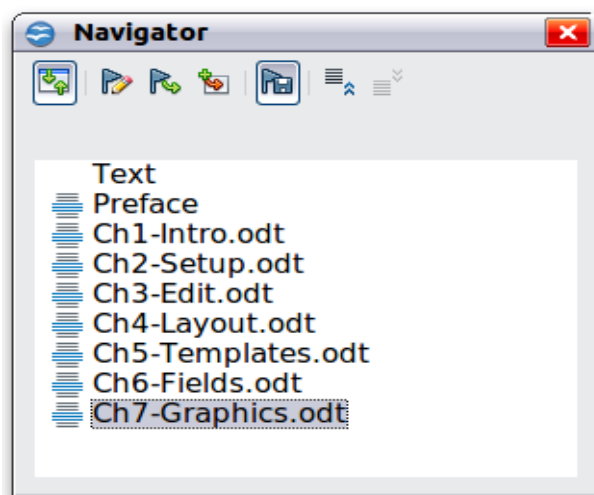 Navigator
Text
Preface
Ch1-Intro.odt
Ch2-Setup.odt
Ch3-Edit.odt
Ch4-Layout.odt
Ch5-Templates.odt
Ch6-Fields.odt
Ch7-Graphics.odt